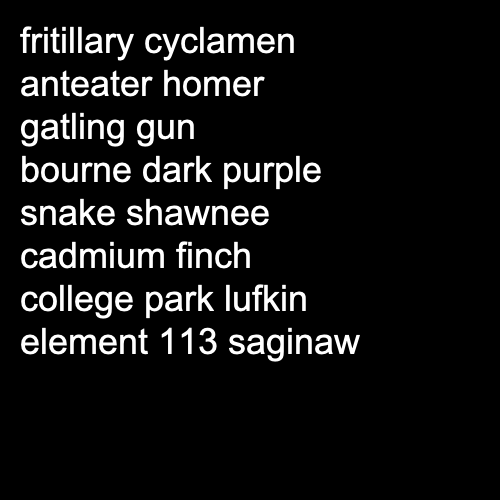 fritillary cyclamen
anteater homer
gatling gun
bourne dark purple
snake shawnee
cadmium finch
college park lufkin
element 113 saginaw